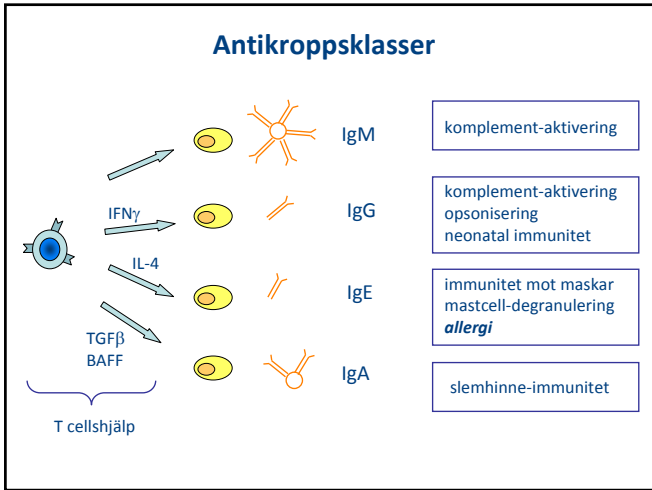 Antikroppsklasser
IgM
komplement-aktivering
IFNγ
IgG
komplement-aktivering
opsonisering
neonatal immunitet
IL-4
IgE
immunitet mot maskar
mastcell-degranulering
allergi
TGFβ
BAFF
IgA
slemhinne-immunitet
T cellshjälp